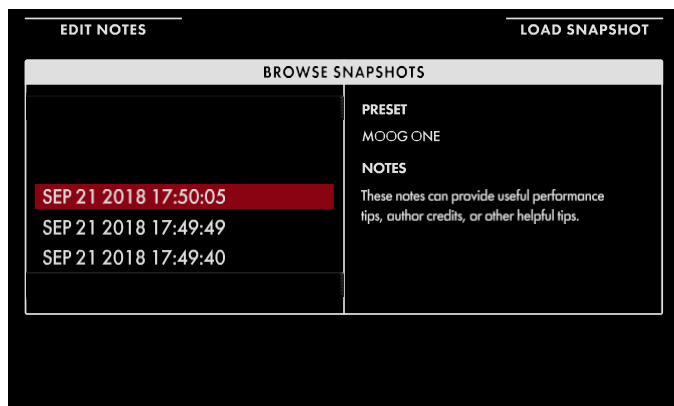 EDIT NOTES
LOAD SNAPSHOT
BROWSE SNAPSHOTS
SEP 21 2018 17:50:05
SEP 21 2018 17:49:49
SEP 21 2018 17:49:40
PRESET
MOOG ONE
NOTES
These notes can provide useful performance
tips, author credits, or other helpful tips.